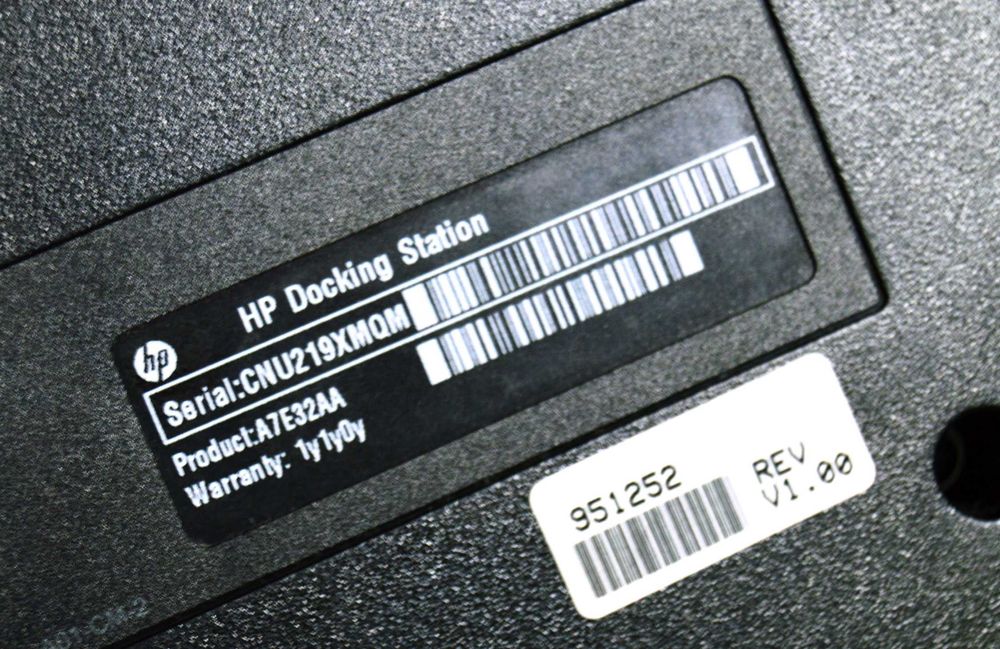 HP Docking Station
hp
Serial:CNU219XMQM
Product:A7E32AA
Warranty: 1y1y0y
951252
REV
V1.00